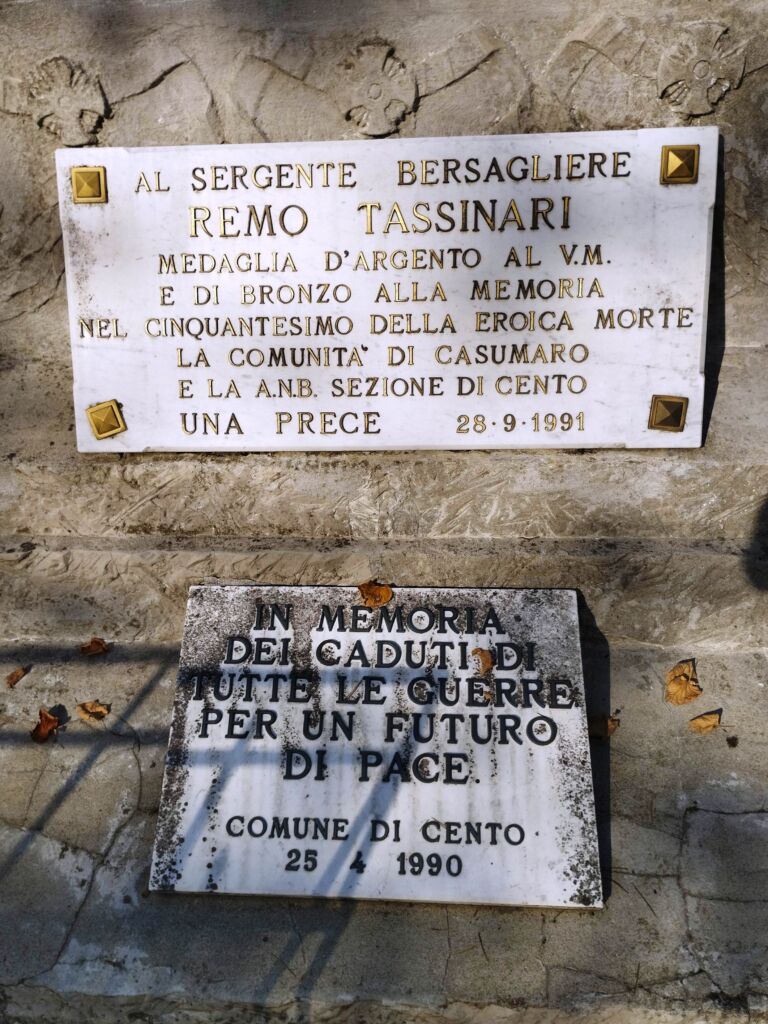 AL SERGENTE BERSAGLIERE
REMO TASSINARI
MEDAGLIA D'ARGENTO AL V.M.
E DI BRONZO ALLA MEMORIA
NEL CINQUANTESIMO DELLA EROICA MORTE
LA COMUNITA' DI CASUMARO
E LA A.N.B. SEZIONE DI CENTO
UNA PRECE 28·9·1991
IN MEMORIA
DEI CADUTI DI
TUTTE LE GUERRE
PER UN FUTURO
DI PACE.
COMUNE DI CENTO
25 4 1990